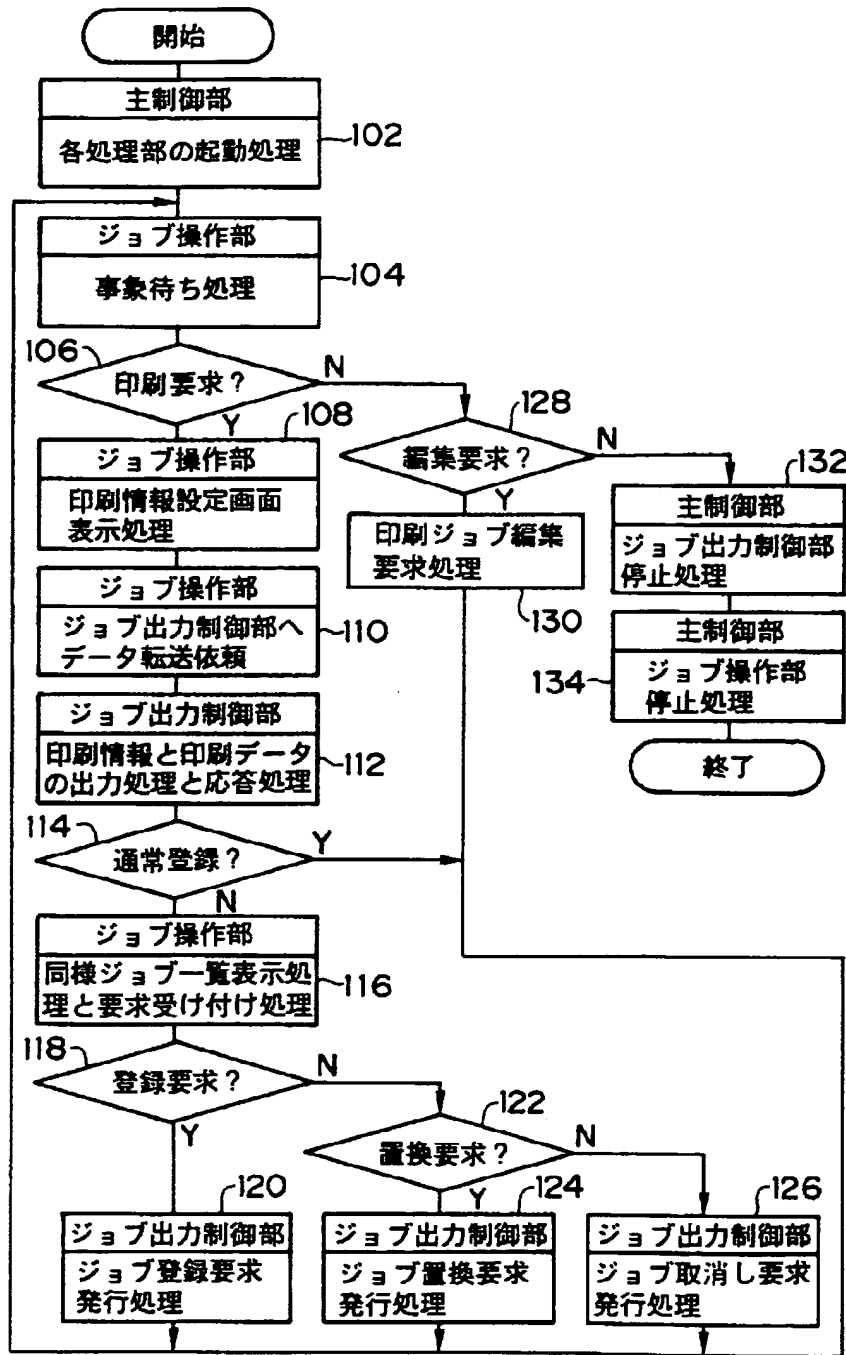 開始
主制御部
各処理部の起動処理
102
ジョブ操作部
事象待ち処理
104
106
印刷要求?
N
Y
108
ジョブ操作部
印刷情報設定画面
表示処理
128
編集要求?
N
Y
印刷ジョブ編集
要求処理
130
132
主制御部
ジョブ出力制御部
停止処理
主制御部
ジョブ操作部
停止処理
134
終了
ジョブ操作部
ジョブ出力制御部へ
データ転送依頼
110
ジョブ出力制御部
印刷情報と印刷データ
の出力処理と応答処理
112
114
通常登録?
Y
N
ジョブ操作部
同様ジョブ一覧表示処
理と要求受け付け処理
116
118
登録要求?
N
Y
122
置換要求?
N
Y
120
ジョブ出力制御部
ジョブ登録要求
発行処理
124
ジョブ出力制御部
ジョブ置換要求
発行処理
126
ジョブ出力制御部
ジョブ取消し要求
発行処理